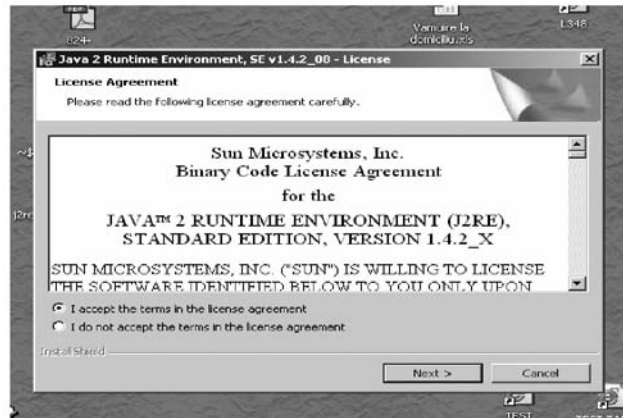 824+
Vamuire la
domiciliu.xls
L348
Java 2 Runtime Environment, SE v1.4.2_08 - License
License Agreement
Please read the following license agreement carefully.
j2re
Sun Microsystems, Inc.
Binary Code License Agreement
for the
JAVA™ 2 RUNTIME ENVIRONMENT (J2RE),
STANDARD EDITION, VERSION 1.4.2_X
SUN MICROSYSTEMS, INC. ("SUN") IS WILLING TO LICENSE
THE SOFTWARE IDENTIFIED BELOW TO YOU ONLY UPON
I accept the terms in the license agreement
I do not accept the terms in the license agreement
InstallShield
Next >
Cancel
TEST